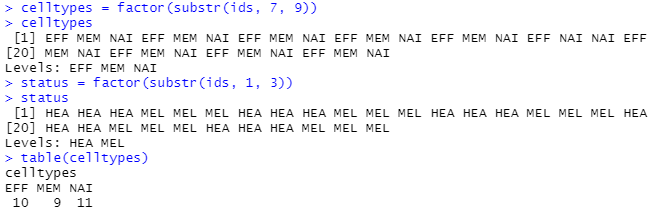 > celltypes = factor(substr(ids, 7, 9))
> celltypes
 [1] EFF MEM NAI EFF MEM NAI EFF MEM NAI EFF MEM NAI EFF MEM NAI EFF NAI NAI EFF
[20] MEM NAI EFF MEM NAI EFF MEM NAI EFF MEM NAI
Levels: EFF MEM NAI
> status = factor(substr(ids, 1, 3))
> status
 [1] HEA HEA HEA MEL MEL MEL HEA HEA HEA MEL MEL MEL HEA HEA HEA MEL MEL MEL HEA
[20] HEA HEA MEL MEL MEL HEA HEA HEA MEL MEL MEL
Levels: HEA MEL
> table(celltypes)
celltypes
EFF MEM NAI
 10   9  11